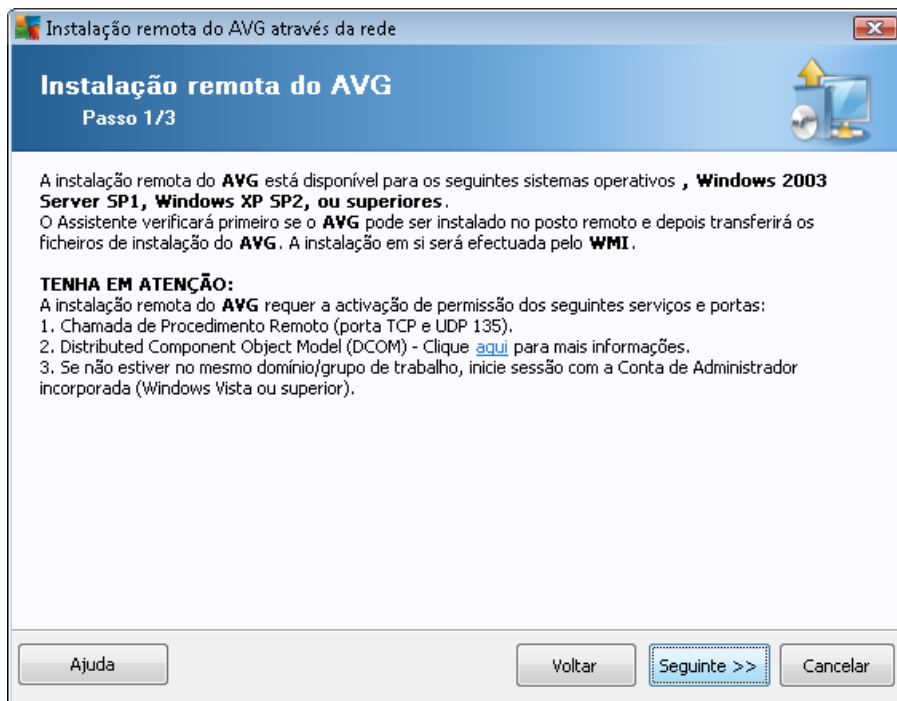 Instalação remota do AVG através da rede
Instalação remota do AVG
Passo 1/3
A instalação remota do AVG está disponível para os seguintes sistemas operativos , Windows 2003
Server SP1, Windows XP SP2, ou superiores.
O Assistente verificará primeiro se o AVG pode ser instalado no posto remoto e depois transferirá os
ficheiros de instalação do AVG. A instalação em si será efectuada pelo WMI.
TENHA EM ATENÇÃO:
A instalação remota do AVG requer a activação de permissão dos seguintes serviços e portas:
1. Chamada de Procedimento Remoto (porta TCP e UDP 135).
2. Distributed Component Object Model (DCOM) - Clique aqui para mais informações.
3. Se não estiver no mesmo domínio/grupo de trabalho, inicie sessão com a Conta de Administrador
incorporada (Windows Vista ou superior).
Ajuda Voltar Seguinte >> Cancelar